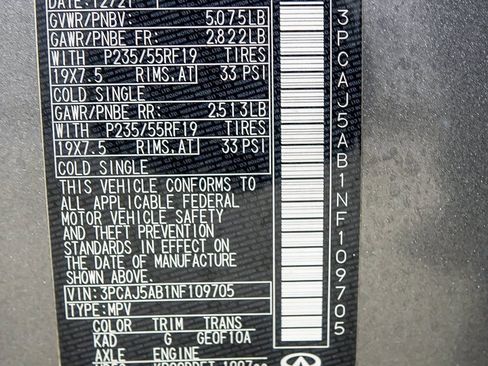 DATE: 12/21
GVWR/PNBV: 5,075LB
GAWR/PNBE FR: 2,822LB
WITH P235/55RF19 TIRES
19X7.5 RIMS,AT 33 PSI
COLD SINGLE
GAWR/PNBE RR: 2,513LB
WITH P235/55RF19 TIRES
19X7.5 RIMS,AT 33 PSI
COLD SINGLE
THIS VEHICLE CONFORMS TO
ALL APPLICABLE FEDERAL
MOTOR VEHICLE SAFETY
AND THEFT PREVENTION
STANDARDS IN EFFECT ON
THE DATE OF MANUFACTURE
SHOWN ABOVE.
VIN: 3PCAJ5AB1NF109705
TYPE: MPV
COLOR TRIM TRANS
KAD G GE0F10A
AXLE ENGINE
3PCAJ5AB1NF109705